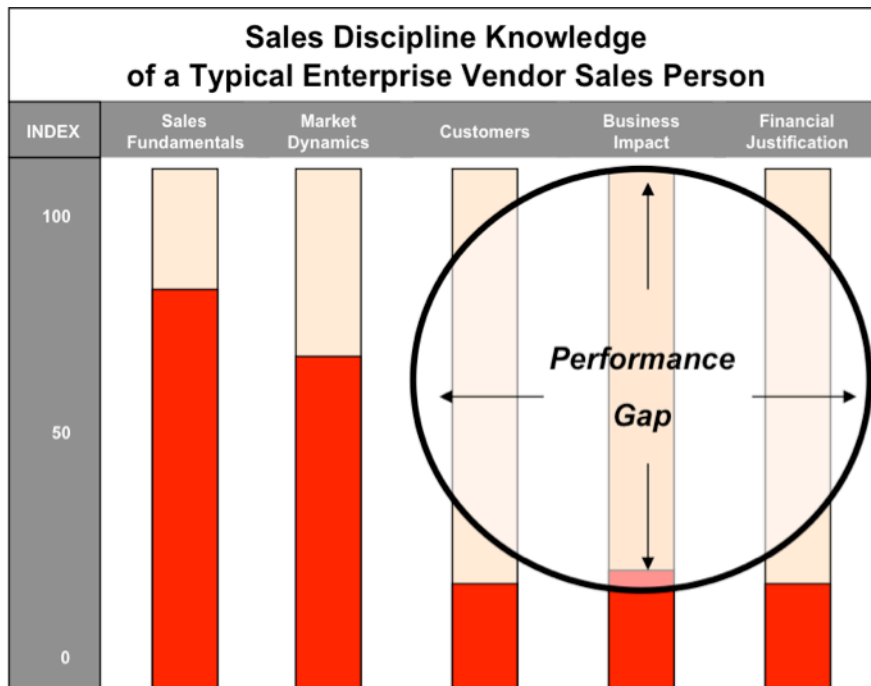 Sales Discipline Knowledge
of a Typical Enterprise Vendor Sales Person
INDEX
Sales
Fundamentals
Market
Dynamics
Customers
Business
Impact
Financial
Justification
100
50
0
Performance
Gap